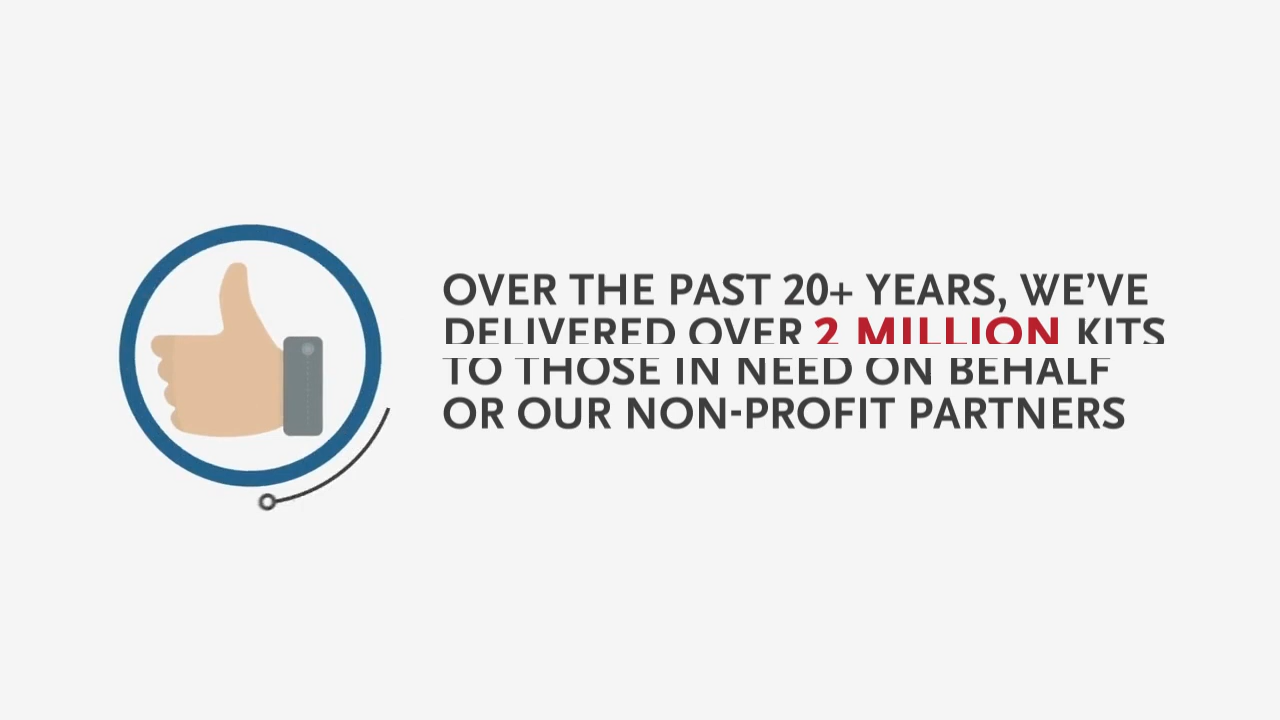 OVER THE PAST 20+ YEARS, WE'VE
DELIVERED OVER 2 MILLION KITS
TO THOSE IN NEED ON BEHALF
OR OUR NON-PROFIT PARTNERS